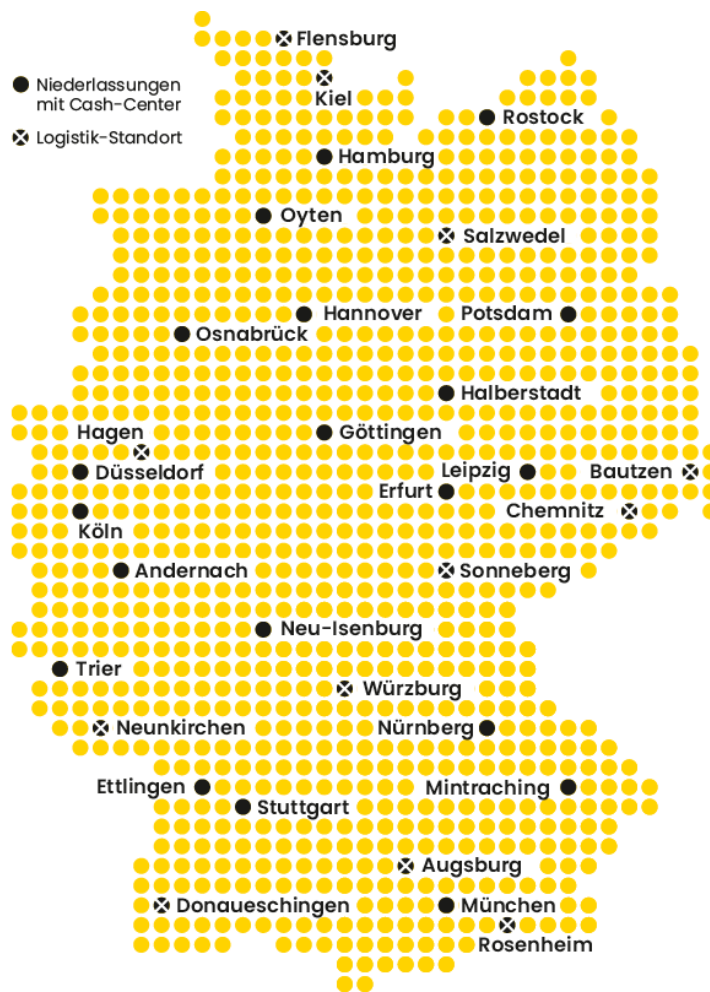 Flensburg
Niederlassungen
mit Cash-Center
Kiel
Rostock
Logistik-Standort
Hamburg
Oyten
Salzwedel
Hannover
Potsdam
Osnabrück
Halberstadt
Hagen
Göttingen
Düsseldorf
Leipzig
Bautzen
Erfurt
Chemnitz
Köln
Andernach
Sonneberg
Neu-Isenburg
Trier
Würzburg
Neunkirchen
Nürnberg
Ettlingen
Mintraching
Stuttgart
Augsburg
Donaueschingen
München
Rosenheim